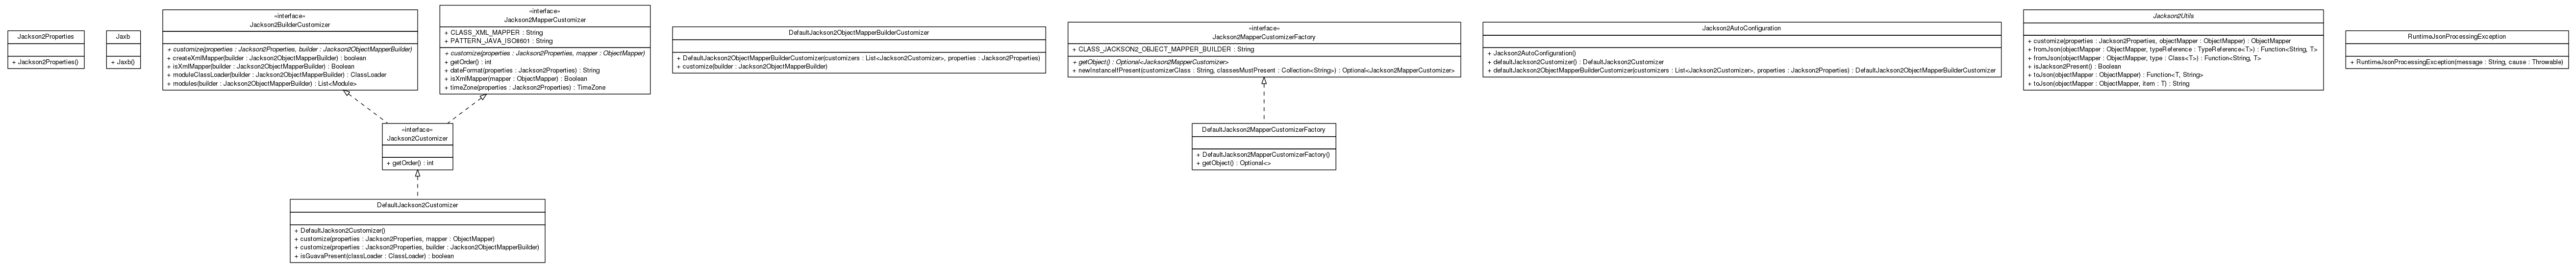 Jackson2Properties
+ Jackson2Properties()
Jaxb
+ Jaxb()
«interface»
Jackson2BuilderCustomizer
+ customize(properties : Jackson2Properties, builder : Jackson2ObjectMapperBuilder)
+ createXmlMapper(builder : Jackson2ObjectMapperBuilder) : boolean
+ isXmlMapper(builder : Jackson2ObjectMapperBuilder) : Boolean
+ moduleClassLoader(builder : Jackson2ObjectMapperBuilder) : ClassLoader
+ modules(builder : Jackson2ObjectMapperBuilder) : List<Module>
«interface»
Jackson2MapperCustomizer
+ CLASS_XML_MAPPER : String
+ PATTERN_JAVA_ISO8601 : String
+ customize(properties : Jackson2Properties, mapper : ObjectMapper)
+ getOrder() : int
+ dateFormat(properties : Jackson2Properties) : String
+ isXmlMapper(mapper : ObjectMapper) : Boolean
+ timeZone(properties : Jackson2Properties) : TimeZone
«interface»
Jackson2Customizer
+ getOrder() : int
DefaultJackson2Customizer
+ DefaultJackson2Customizer()
+ customize(properties : Jackson2Properties, mapper : ObjectMapper)
+ customize(properties : Jackson2Properties, builder : Jackson2ObjectMapperBuilder)
+ isGuavaPresent(classLoader : ClassLoader) : boolean
DefaultJackson2ObjectMapperBuilderCustomizer
+ DefaultJackson2ObjectMapperBuilderCustomizer(customizers : List<Jackson2Customizer>, properties : Jackson2Properties)
+ customize(builder : Jackson2ObjectMapperBuilder)
«interface»
Jackson2MapperCustomizerFactory
+ CLASS_JACKSON2_OBJECT_MAPPER_BUILDER : String
+ getObject() : Optional<Jackson2MapperCustomizer>
+ newInstanceIfPresent(customizerClass : String, classesMustPresent : Collection<String>) : Optional<Jackson2MapperCustomizer>
DefaultJackson2MapperCustomizerFactory
+ DefaultJackson2MapperCustomizerFactory()
+ getObject() : Optional<>
Jackson2AutoConfiguration
+ Jackson2AutoConfiguration()
+ defaultJackson2Customizer() : DefaultJackson2Customizer
+ defaultJackson2ObjectMapperBuilderCustomizer(customizers : List<Jackson2Customizer>, properties : Jackson2Properties) : DefaultJackson2ObjectMapperBuilderCustomizer
Jackson2Utils
+ customize(properties : Jackson2Properties, objectMapper : ObjectMapper) : ObjectMapper
+ fromJson(objectMapper : ObjectMapper, typeReference : TypeReference<T>) : Function<String, T>
+ fromJson(objectMapper : ObjectMapper, type : Class<T>) : Function<String, T>
+ isJackson2Present() : Boolean
+ toJson(objectMapper : ObjectMapper) : Function<T, String>
+ toJson(objectMapper : ObjectMapper, item : T) : String
RuntimeJsonProcessingException
+ RuntimeJsonProcessingException(message : String, cause : Throwable)